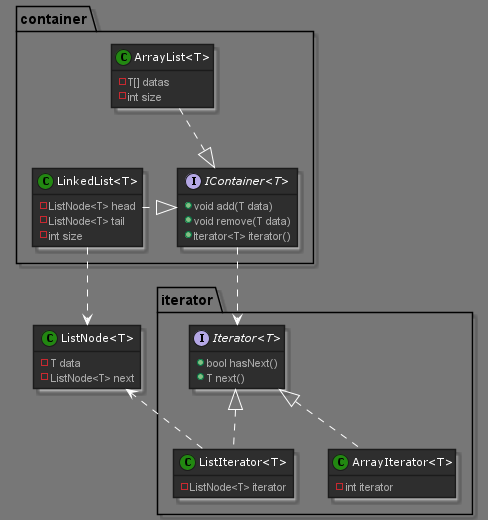 container
C ArrayList<T>
T[] datas
int size
C LinkedList<T>
ListNode<T> head
ListNode<T> tail
int size
I IContainer<T>
void add(T data)
void remove(T data)
Iterator<T> iterator()
iterator
C ListNode<T>
T data
ListNode<T> next
I Iterator<T>
bool hasNext()
T next()
C ListIterator<T>
ListNode<T> iterator
C ArrayIterator<T>
int iterator